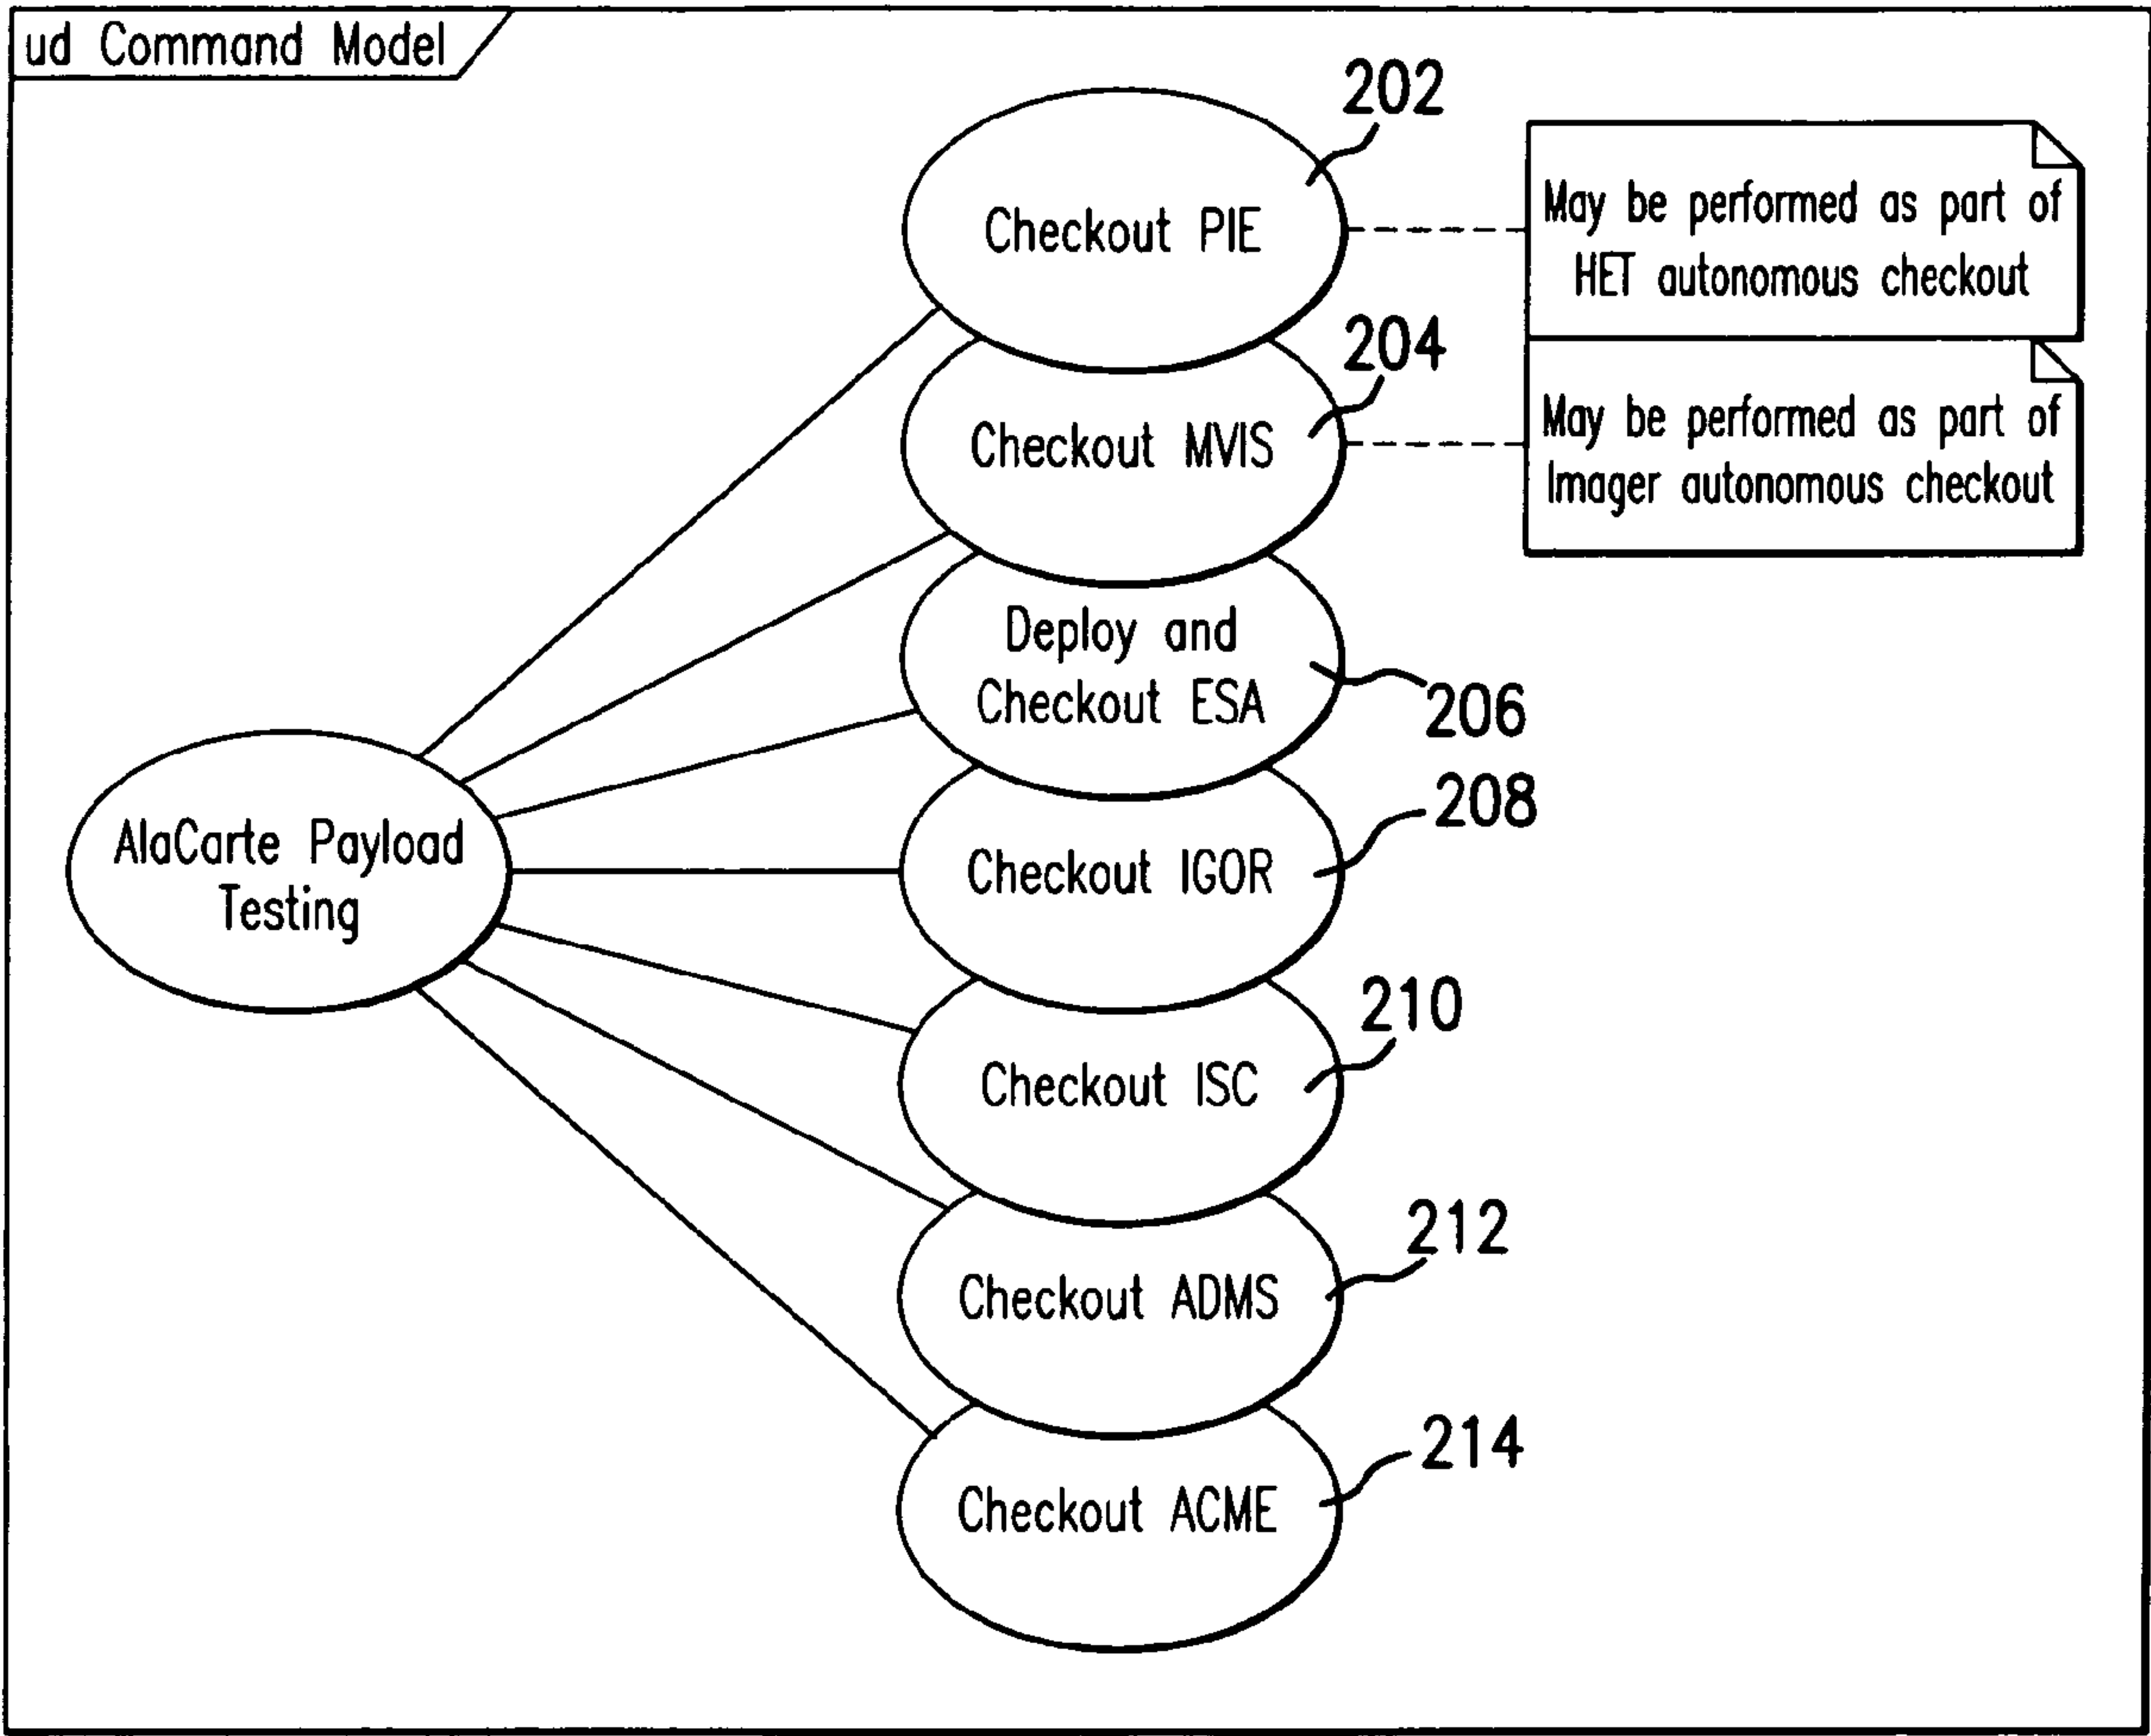 ud Command Model
202
Checkout PIE
May be performed as part of
HET autonomous checkout
204
Checkout MVIS
May be performed as part of
Imager autonomous checkout
Deploy and
Checkout ESA
206
208
AlaCarte Payload
Testing
Checkout IGOR
210
Checkout ISC
212
Checkout ADMS
214
Checkout ACME